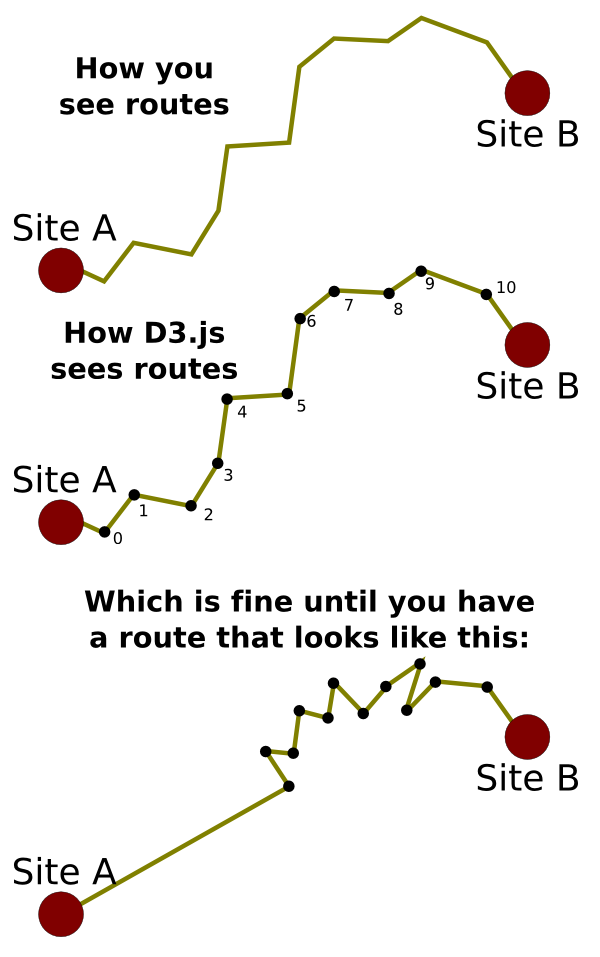 How you
see routes
Site B
Site A
How D3.js
sees routes
Site B
Site A
0
1
2
3
4
5
6
7
8
9
10
Which is fine until you have
a route that looks like this:
Site B
Site A